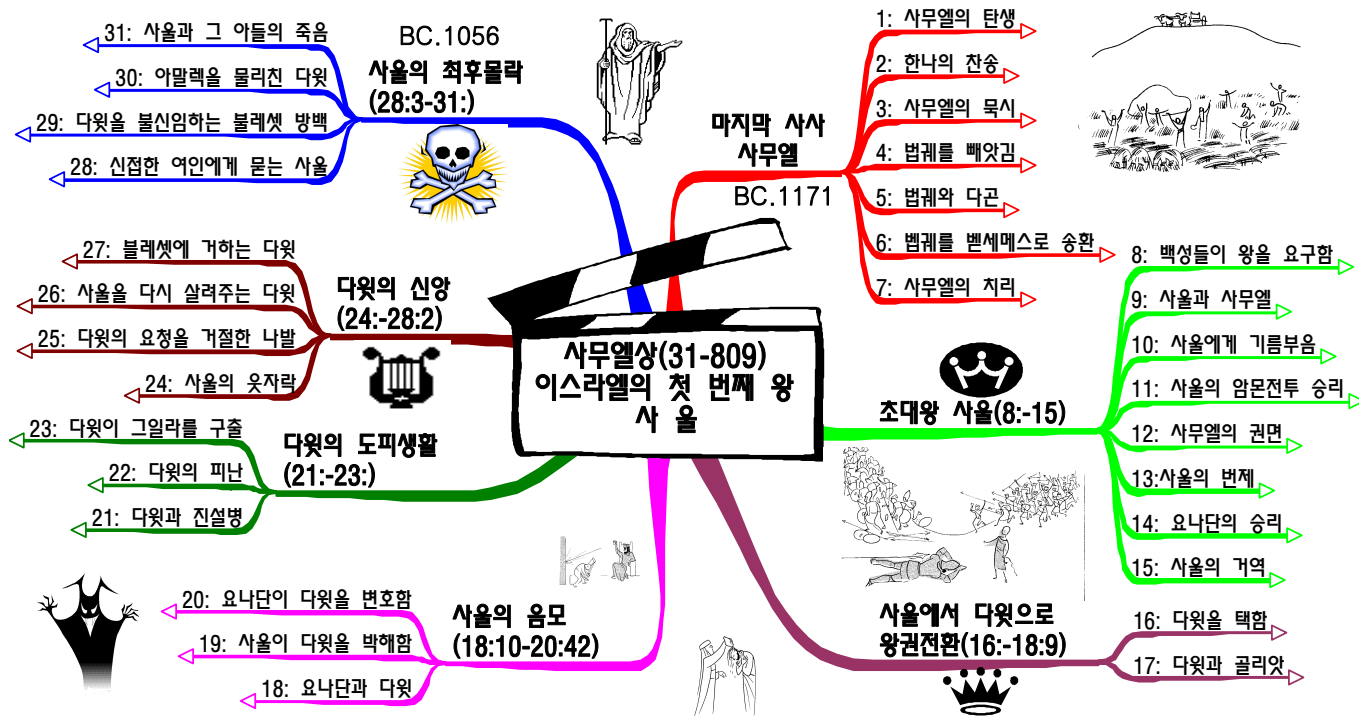 사무엘상(31-809)
이스라엘의 첫 번째 왕
사 울
마지막 사사
사무엘
BC.1171
1: 사무엘의 탄생
2: 한나의 찬송
3: 사무엘의 묵시
4: 법궤를 빼앗김
5: 법궤와 다곤
6: 벱궤를 벧세메스로 송환
7: 사무엘의 치리
초대왕 사울(8:-15)
8: 백성들이 왕을 요구함
9: 사울과 사무엘
10: 사울에게 기름부음
11: 사울의 암몬전투 승리
12: 사무엘의 권면
13:사울의 번제
14: 요나단의 승리
15: 사울의 거역
사울에서 다윗으로
왕권전환(16:-18:9)
16: 다윗을 택함
17: 다윗과 골리앗
사울의 음모
(18:10-20:42)
20: 요나단이 다윗을 변호함
19: 사울이 다윗을 박해함
18: 요나단과 다윗
다윗의 도피생활
(21:-23:)
23: 다윗이 그일라를 구출
22: 다윗의 피난
21: 다윗과 진설병
다윗의 신앙
(24:-28:2)
27: 블레셋에 거하는 다윗
26: 사울을 다시 살려주는 다윗
25: 다윗의 요청을 거절한 나발
24: 사울의 웃자락
BC.1056
사울의 최후몰락
(28:3-31:)
31: 사울과 그 아들의 죽음
30: 아말렉을 물리친 다윗
29: 다윗을 불신임하는 불레셋 방백
28: 신접한 여인에게 묻는 사울